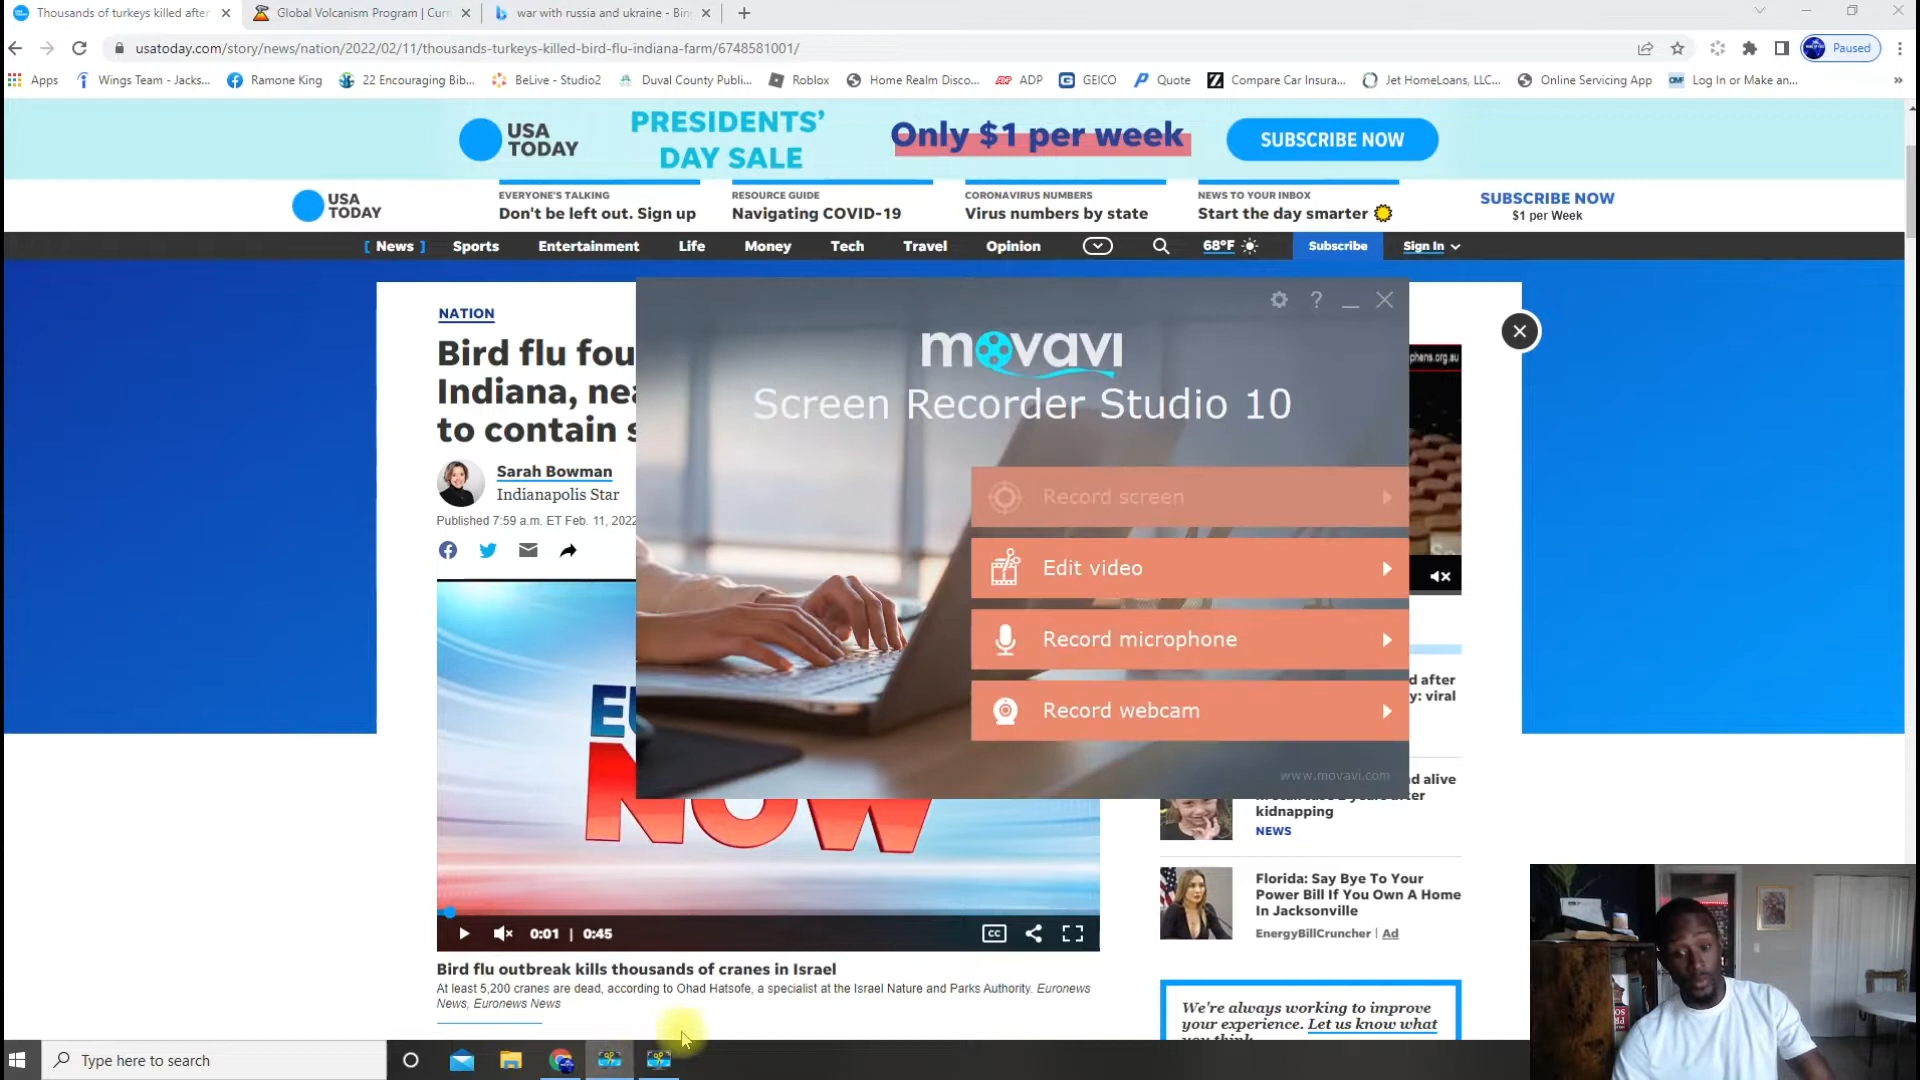 Thousands of turkeys killed after
Global Volcanism Program | Curr
war with russia and ukraine - Bin
usatoday.com/story/news/nation/2022/02/11/thousands-turkeys-killed-bird-flu-indiana-farm/6748581001/
Paused
Apps
Wings Team - Jacks...
Ramone King
22 Encouraging Bib...
BeLive - Studio2
Duval County Publi...
Roblox
Home Realm Disco...
ADP
GEICO
Quote
Compare Car Insura...
Jet HomeLoans, LLC...
Online Servicing App
Log In or Make an...
USA
TODAY
PRESIDENTS'
DAY SALE
Only $1 per week
SUBSCRIBE NOW
USA
TODAY
EVERYONE'S TALKING
Don't be left out. Sign up
RESOURCE GUIDE
Navigating COVID-19
CORONAVIRUS NUMBERS
Virus numbers by state
NEWS TO YOUR INBOX
Start the day smarter
SUBSCRIBE NOW
$1 per Week
[ News ]
Sports
Entertainment
Life
Money
Tech
Travel
Opinion
68°F
Subscribe
Sign In
NATION
Bird flu fou
Indiana, nea
to contain s
Sarah Bowman
Indianapolis Star
Published 7:59 a.m. ET Feb. 11, 2022
movavi
Screen Recorder Studio 10
Record screen
Edit video
Record microphone
Record webcam
www.movavi.com
phens.org.au
NOW
0:01 | 0:45
CC
Bird flu outbreak kills thousands of cranes in Israel
At least 5,200 cranes are dead, according to Ohad Hatsofe, a specialist at the Israel Nature and Parks Authority. Euronews
News, Euronews News
d after
y: viral
d alive
kidnapping
NEWS
Florida: Say Bye To Your
Power Bill If You Own A Home
In Jacksonville
EnergyBillCruncher | Ad
We're always working to improve
your experience. Let us know what
you think.
Type here to search